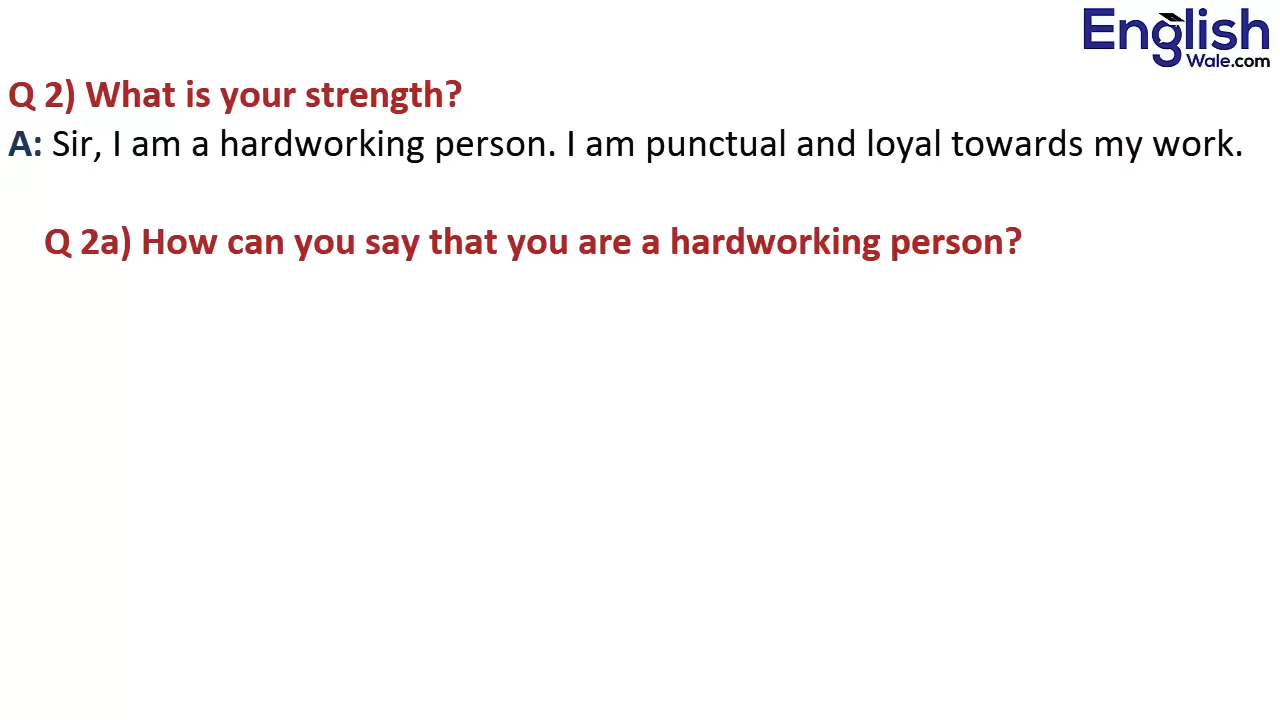 English
Wale.com
Q 2) What is your strength?
A: Sir, I am a hardworking person. I am punctual and loyal towards my work.
Q 2a) How can you say that you are a hardworking person?